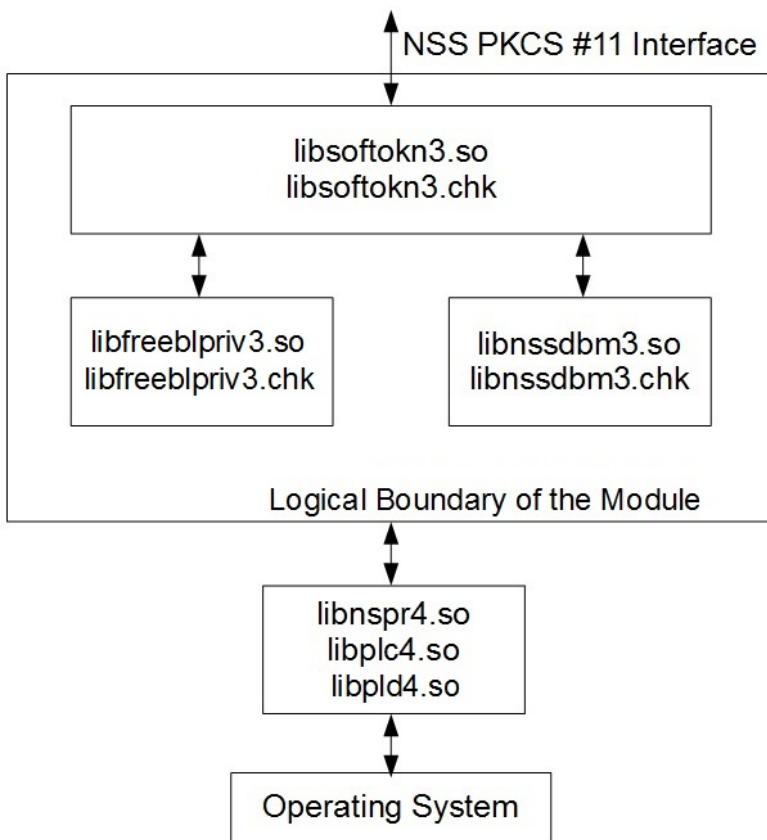 NSS PKCS #11 Interface
libsoftokn3.so
libsoftokn3.chk
libfreeblpriv3.so
libfreeblpriv3.chk
libnssdbm3.so
libnssdbm3.chk
Logical Boundary of the Module
libnspr4.so
libplc4.so
libpld4.so
Operating System